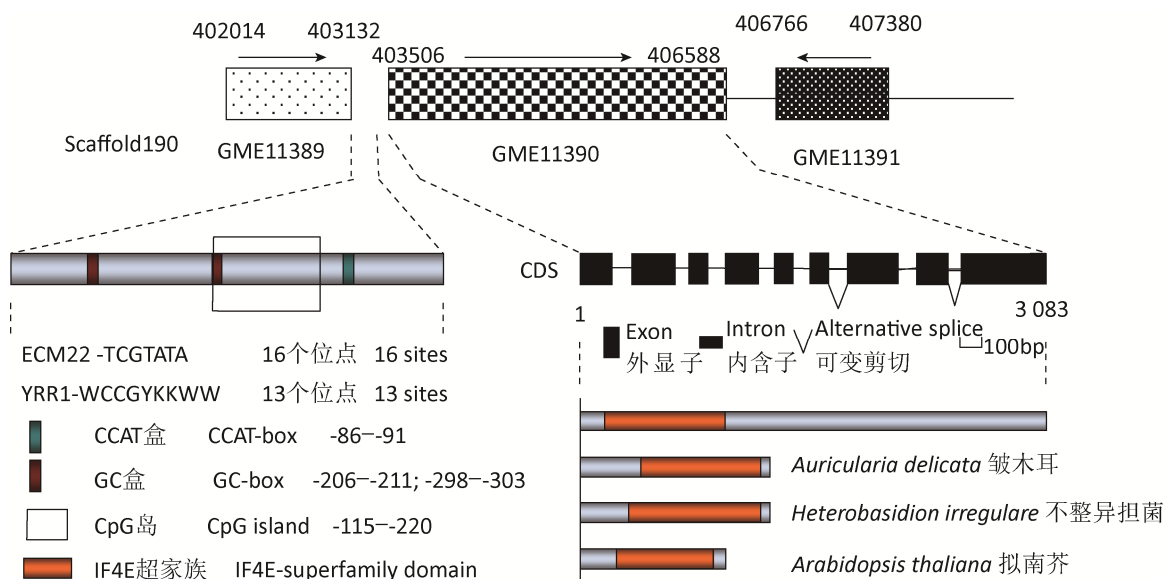 402014 403132
403506 406588
406766 407380
Scaffold190
GME11389
GME11390
GME11391
CDS
1
3 083
Exon
外显子
Intron
内含子
Alternative splice
可变剪切
100bp
ECM22 -TCGTATA 16个位点 16 sites
YRR1-WCCGYKKWW 13个位点 13 sites
CCAT盒 CCAT-box -86–-91
GC盒 GC-box -206–-211; -298–-303
CpG岛 CpG island -115–-220
IF4E超家族 IF4E-superfamily domain
Auricularia delicata 皱木耳
Heterobasidion irregulare 不整异担菌
Arabidopsis thaliana 拟南芥